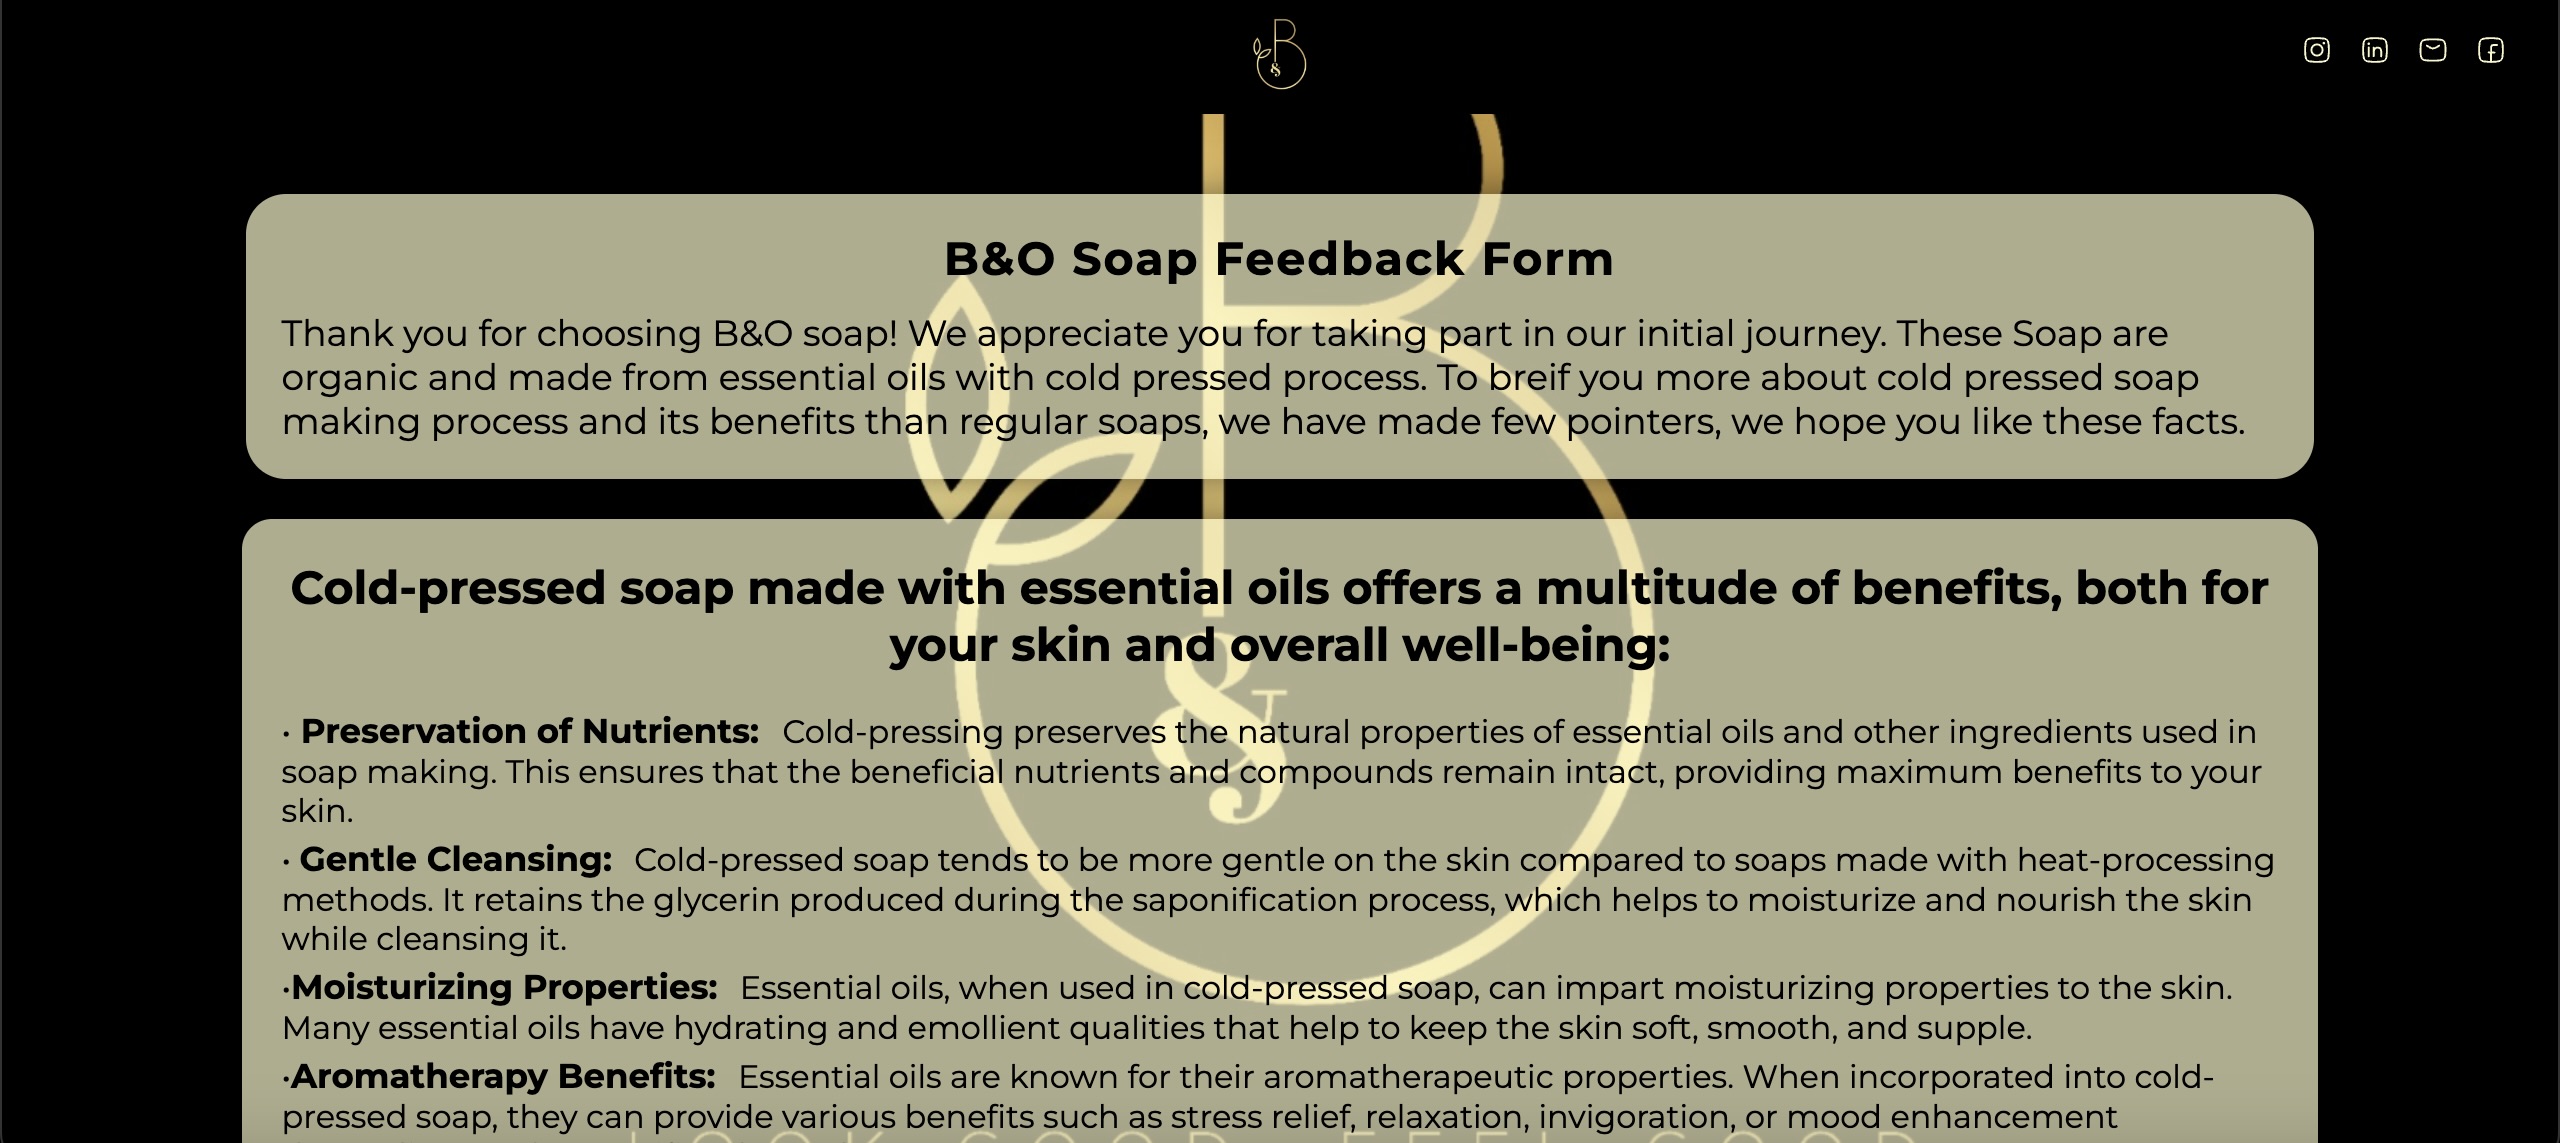 B
&
B&O Soap Feedback Form
Thank you for choosing B&O soap! We appreciate you for taking part in our initial journey. These Soap are
organic and made from essential oils with cold pressed process. To breif you more about cold pressed soap
making process and its benefits than regular soaps, we have made few pointers, we hope you like these facts.
Cold-pressed soap made with essential oils offers a multitude of benefits, both for
your skin and overall well-being:
&
· Preservation of Nutrients: Cold-pressing preserves the natural properties of essential oils and other ingredients used in
soap making. This ensures that the beneficial nutrients and compounds remain intact, providing maximum benefits to your
skin.
· Gentle Cleansing: Cold-pressed soap tends to be more gentle on the skin compared to soaps made with heat-processing
methods. It retains the glycerin produced during the saponification process, which helps to moisturize and nourish the skin
while cleansing it.
·Moisturizing Properties: Essential oils, when used in cold-pressed soap, can impart moisturizing properties to the skin.
Many essential oils have hydrating and emollient qualities that help to keep the skin soft, smooth, and supple.
·Aromatherapy Benefits: Essential oils are known for their aromatherapeutic properties. When incorporated into cold-
pressed soap, they can provide various benefits such as stress relief, relaxation, invigoration, or mood enhancement
LOOK GOOD FEEL GOOD